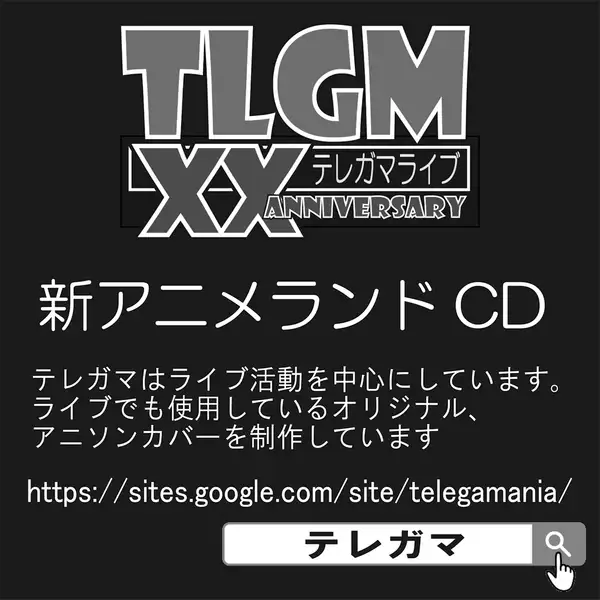 TLGM
XX テレガマライブ
ANNIVERSARY
新アニメランド CD
テレガマはライブ活動を中心にしています。
ライブでも使用しているオリジナル、
アニソンカバーを制作しています
https://sites.google.com/site/telegamania/
テレガマ